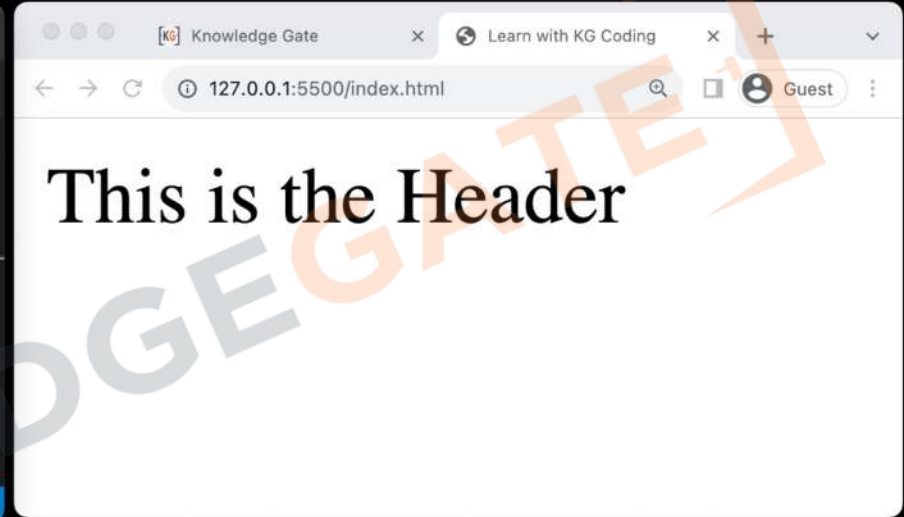 [KG] Knowledge Gate
Learn with KG Coding
127.0.0.1:5500/index.html
Guest
This is the Header
DGEGATE